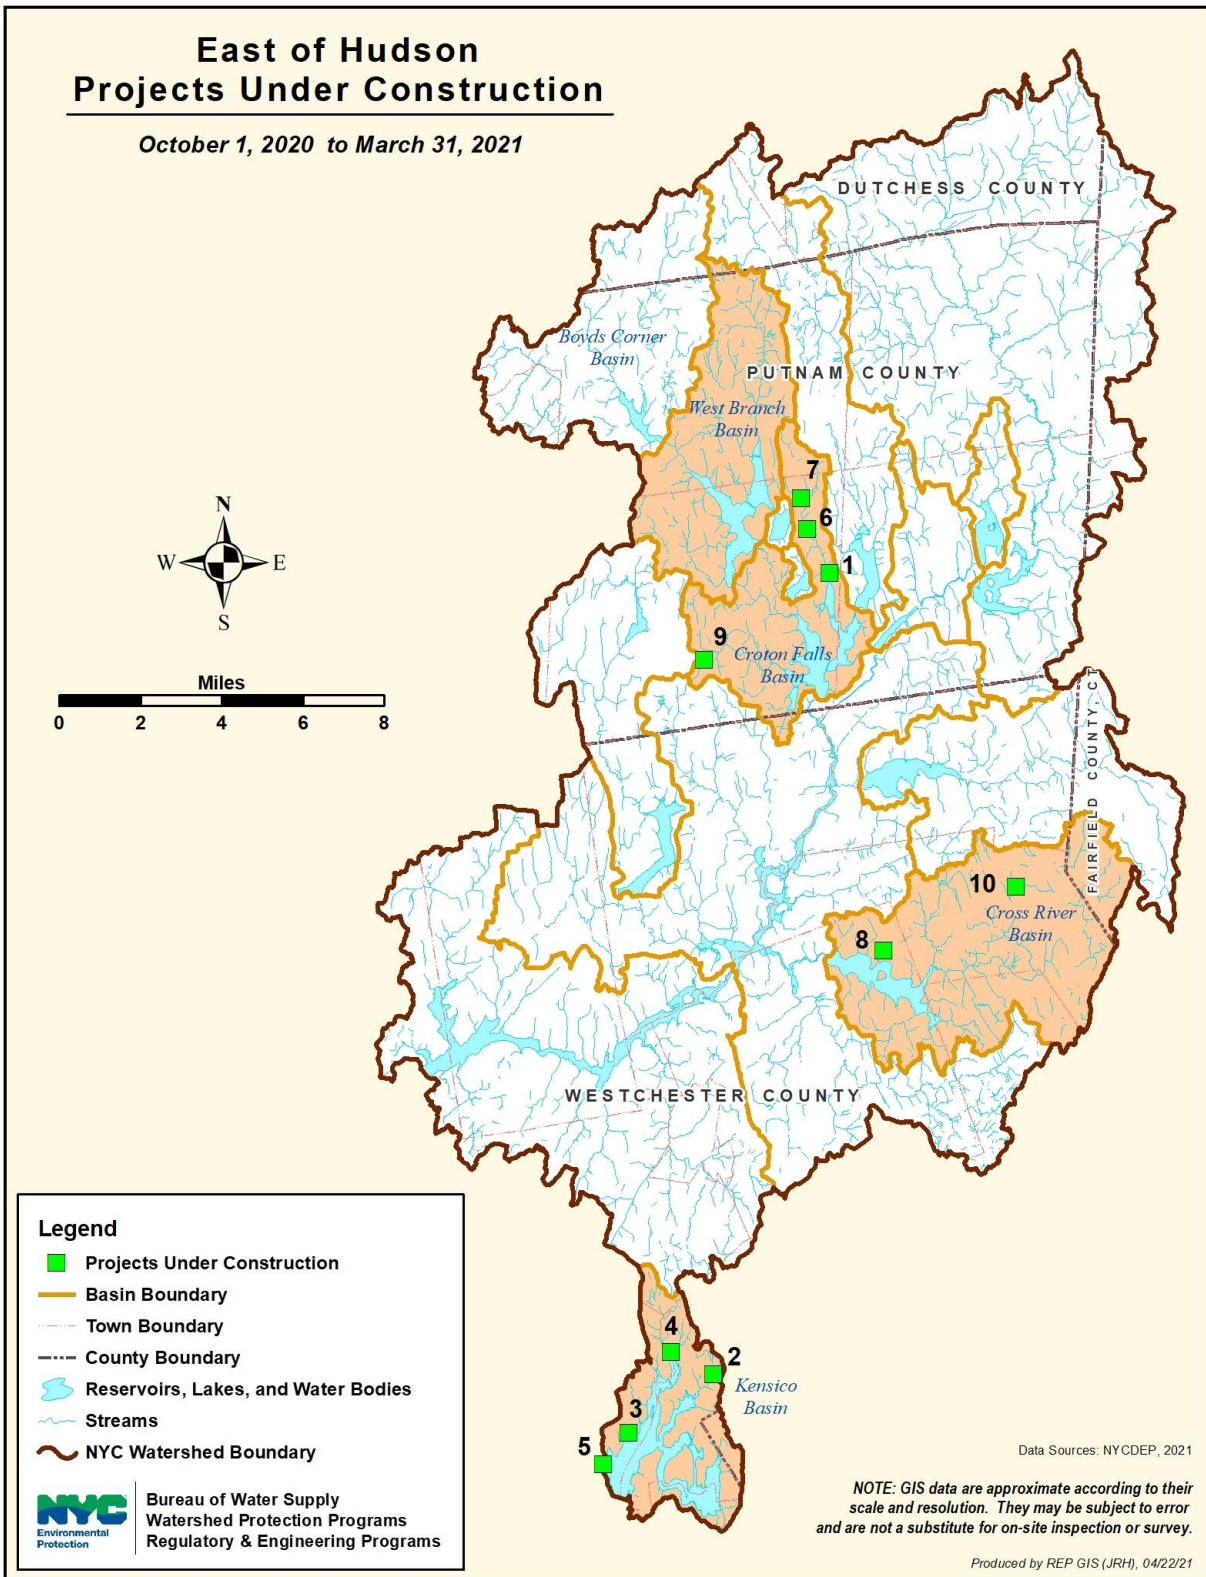 East of Hudson
Projects Under Construction
October 1, 2020 to March 31, 2021
DUTCHESS COUNTY
Boyds Corner
Basin
PUTNAM COUNTY
West Branch
Basin
7
6
1
N
W
E
S
9
Croton Falls
Basin
Miles
0 2 4 6 8
FAIRFIELD COUNTY, CT
10
Cross River
Basin
8
WESTCHESTER COUNTY
4
2
Kensico
Basin
3
5
Legend
Projects Under Construction
Basin Boundary
Town Boundary
County Boundary
Reservoirs, Lakes, and Water Bodies
Streams
NYC Watershed Boundary
NYC
Environmental
Protection
Bureau of Water Supply
Watershed Protection Programs
Regulatory & Engineering Programs
Data Sources: NYCDEP, 2021
NOTE: GIS data are approximate according to their
scale and resolution. They may be subject to error
and are not a substitute for on-site inspection or survey.
Produced by REP GIS (JRH), 04/22/21